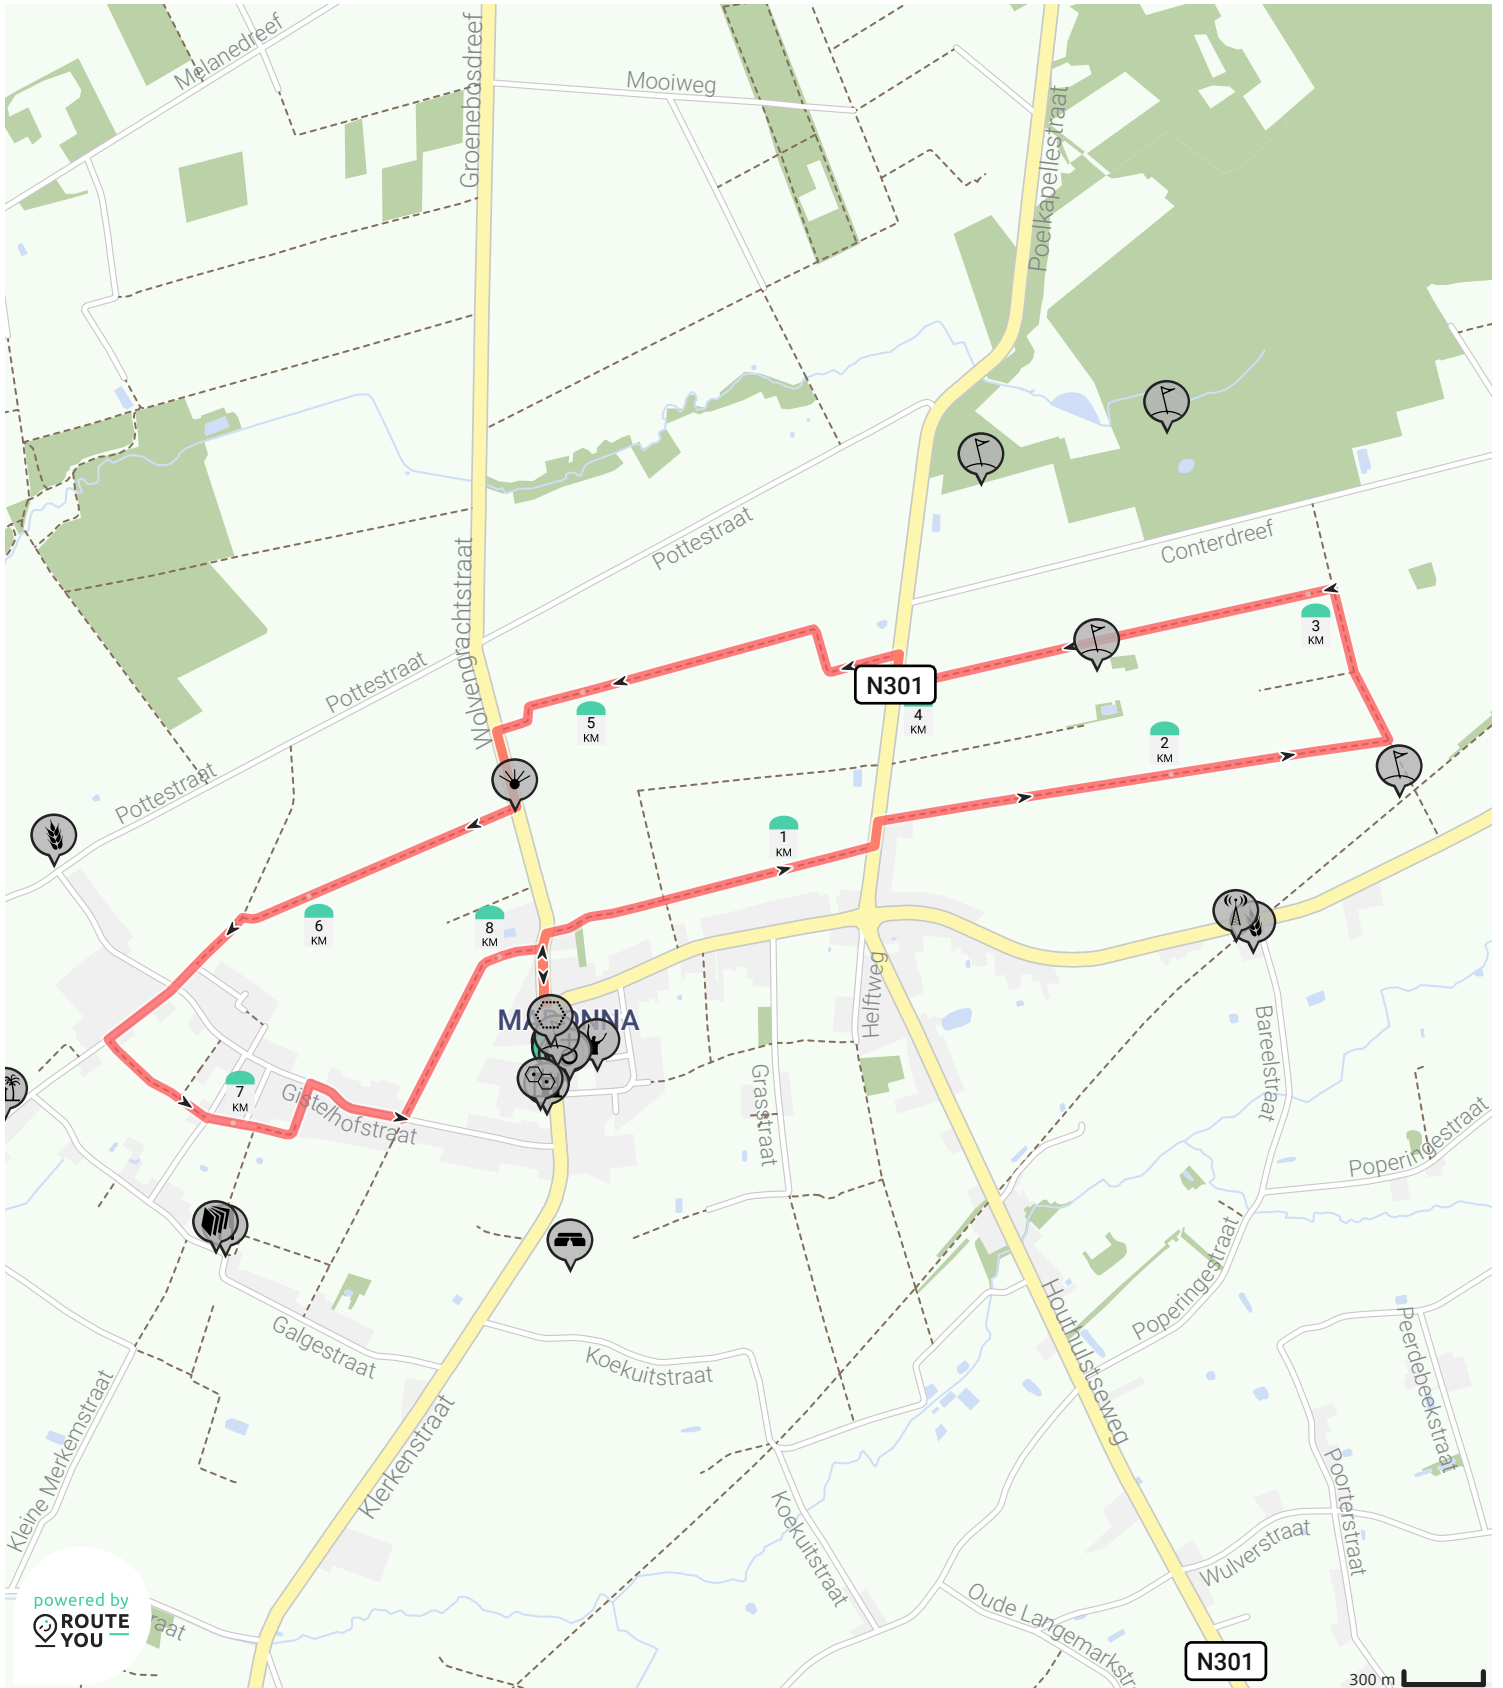 Melanedreef
Groenebosdreef
Mooiweg
Poelkapellestraat
Pottestraat
Conterdreef
Wolvengrachtstraat
3
KM
Pottestraat
N301
4
KM
5
KM
2
KM
Pottestraat
1
KM
6
KM
8
KM
Helftweg
MADONNA
Bareelstraat
7
KM
Gistelhofstraat
Grasstraat
Poperingestraat
Poperingestraat
Galgestraat
Koekuitstraat
Houthulstseweg
Peerdebeekstraat
Kleine Merkemstraat
Klerkenstraat
Poorterstraat
Koekuitstraat
Wulverstraat
Oude Langemarkstr
powered by
ROUTE
YOU
raat
N301
300 m